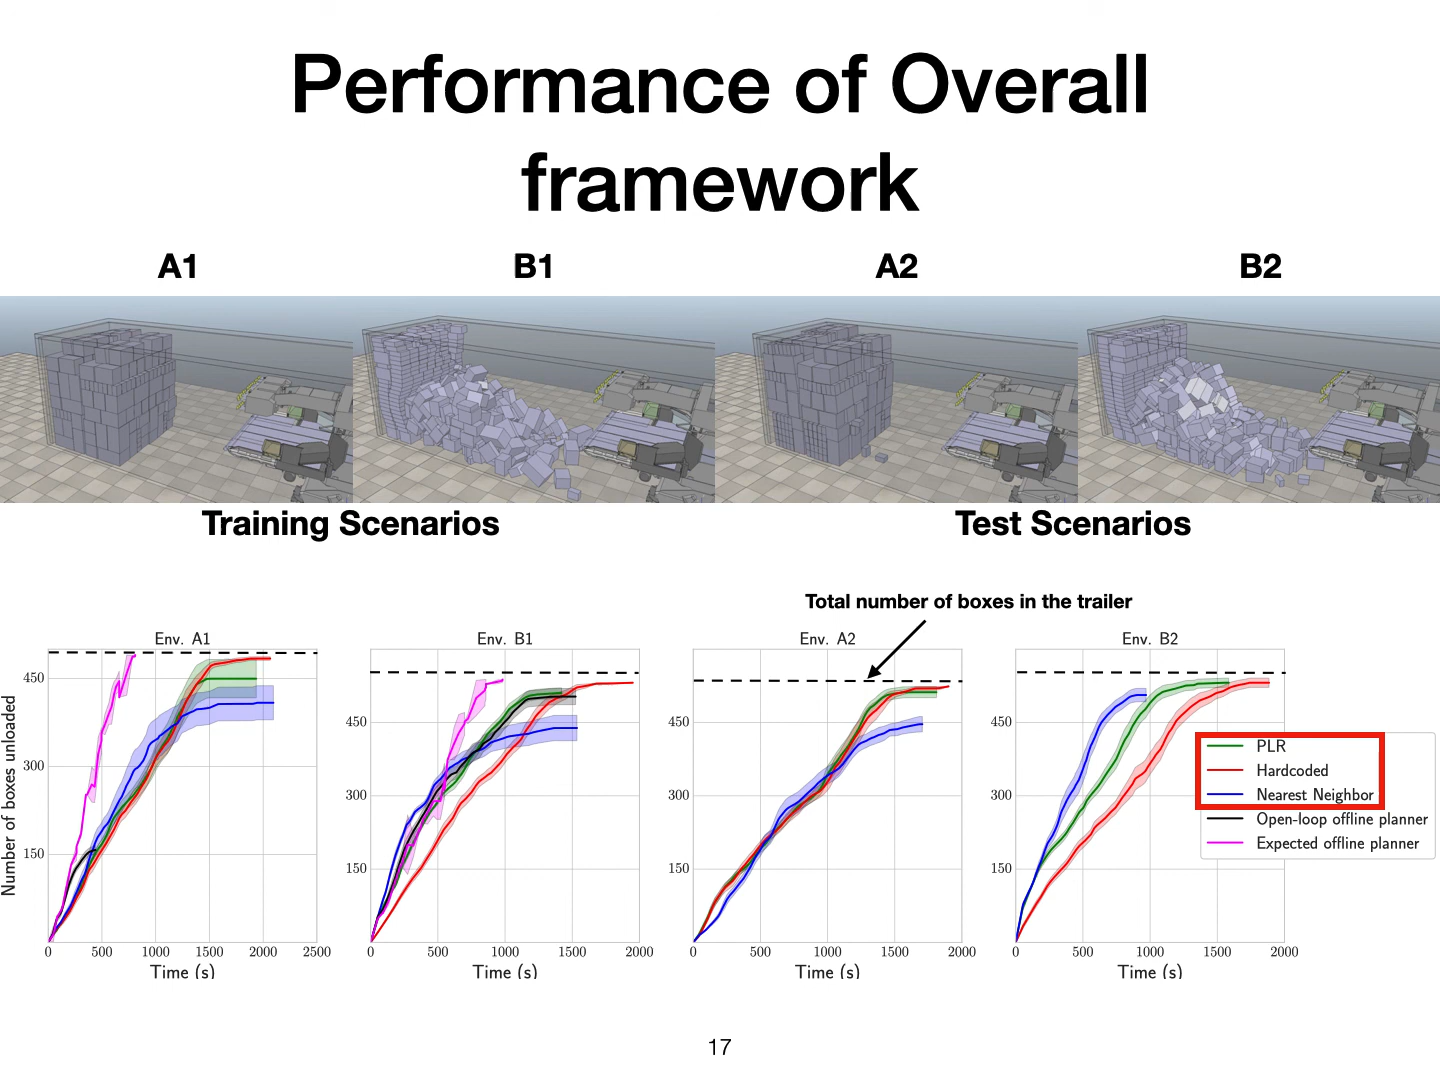 Performance of Overall
framework
A1
B1
A2
B2
Training Scenarios
Test Scenarios
Total number of boxes in the trailer
Env. A1
Env. B1
Env. A2
Env. B2
Number of boxes unloaded
450
300
150
0
500
1000
1500
2000
2500
Time (s)
450
300
150
0
500
1000
1500
2000
Time (s)
450
300
150
0
500
1000
1500
2000
Time (s)
450
300
150
0
500
1000
1500
2000
Time (s)
PLR
Hardcoded
Nearest Neighbor
Open-loop offline planner
Expected offline planner
17